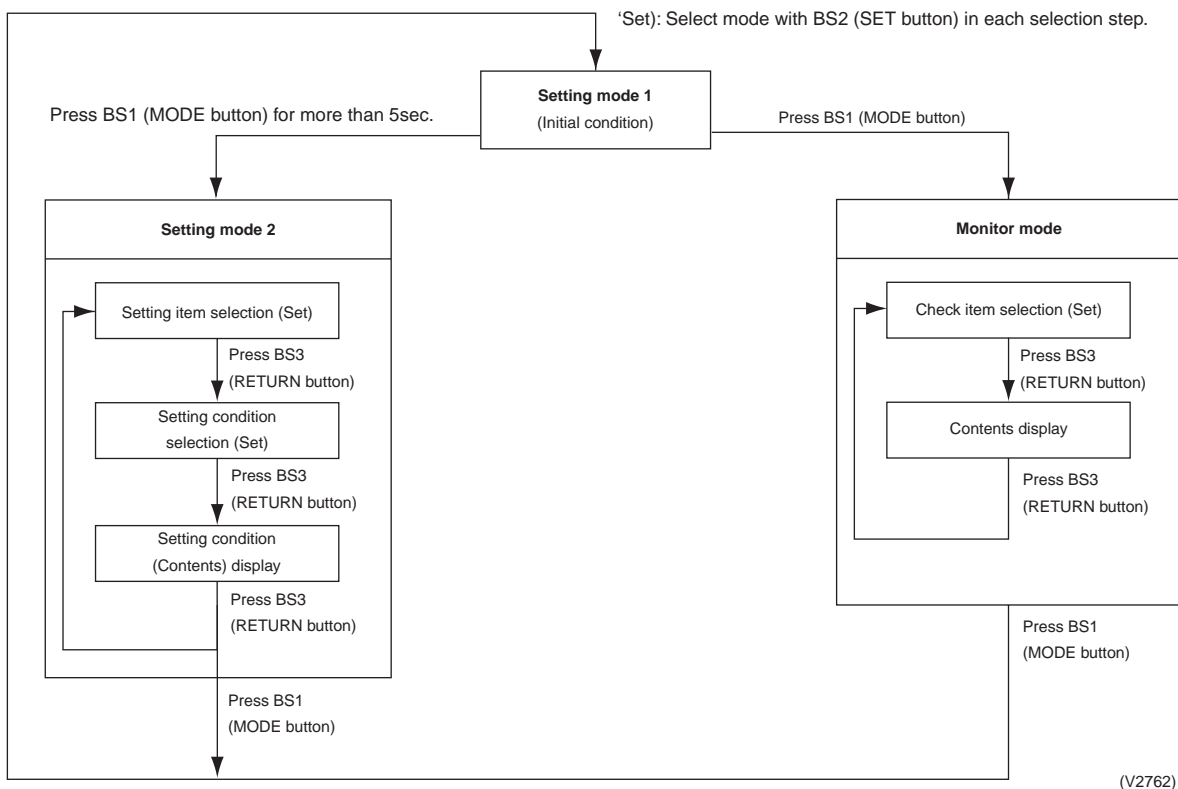 ‘Set): Select mode with BS2 (SET button) in each selection step.
Setting mode 1
(Initial condition)
Press BS1 (MODE button) for more than 5sec.
Press BS1 (MODE button)
Setting mode 2
Setting item selection (Set)
Press BS3
(RETURN button)
Setting condition
selection (Set)
Press BS3
(RETURN button)
Setting condition
(Contents) display
Press BS3
(RETURN button)
Press BS1
(MODE button)
Monitor mode
Check item selection (Set)
Press BS3
(RETURN button)
Contents display
Press BS3
(RETURN button)
Press BS1
(MODE button)
(V2762)